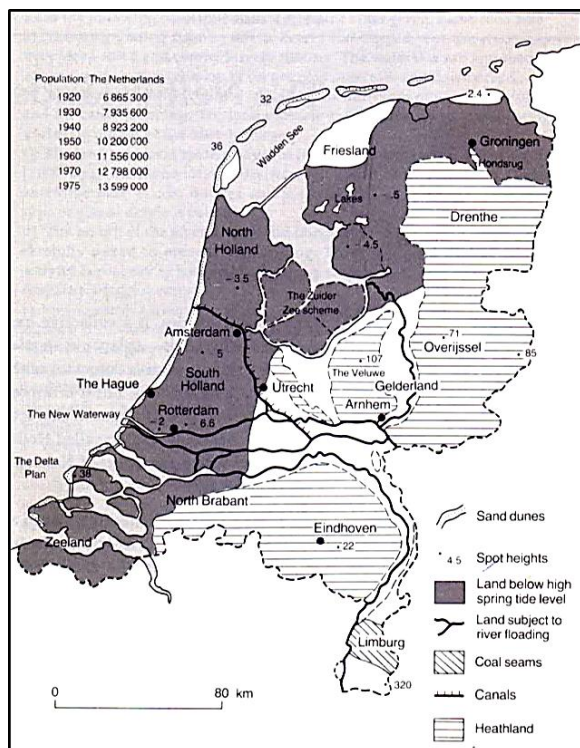 Population: The Netherlands
1920 6 865 300
1930 7 935 600
1940 8 923 200
1950 10 200 000
1960 11 556 000
1970 12 798 000
1975 13 599 000
32
2.4
36
Wadden See
Friesland
Groningen
Hondsrug
Lakes
- .5
Drenthe
North
Holland
- 4.5
- 3.5
The Zuider
Zee scheme
Amsterdam
71
Overijssel
85
- 5
107
The Veluwe
South
Holland
The Hague
Utrecht
Gelderland
Rotterdam
Arnhem
The New Waterway
- 2
6.6
The Delta
Plan
38
North Brabant
Zeeland
Eindhoven
22
Limburg
320
0 80 km
Sand dunes
4.5 Spot heights
Land below high
spring tide level
Land subject to
river floading
Coal seams
Canals
Heathland